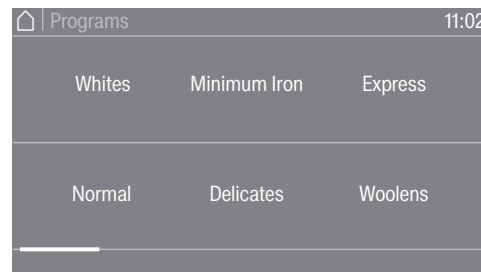 Programs 11:02
Whites Minimum Iron Express
Normal Delicates Woolens